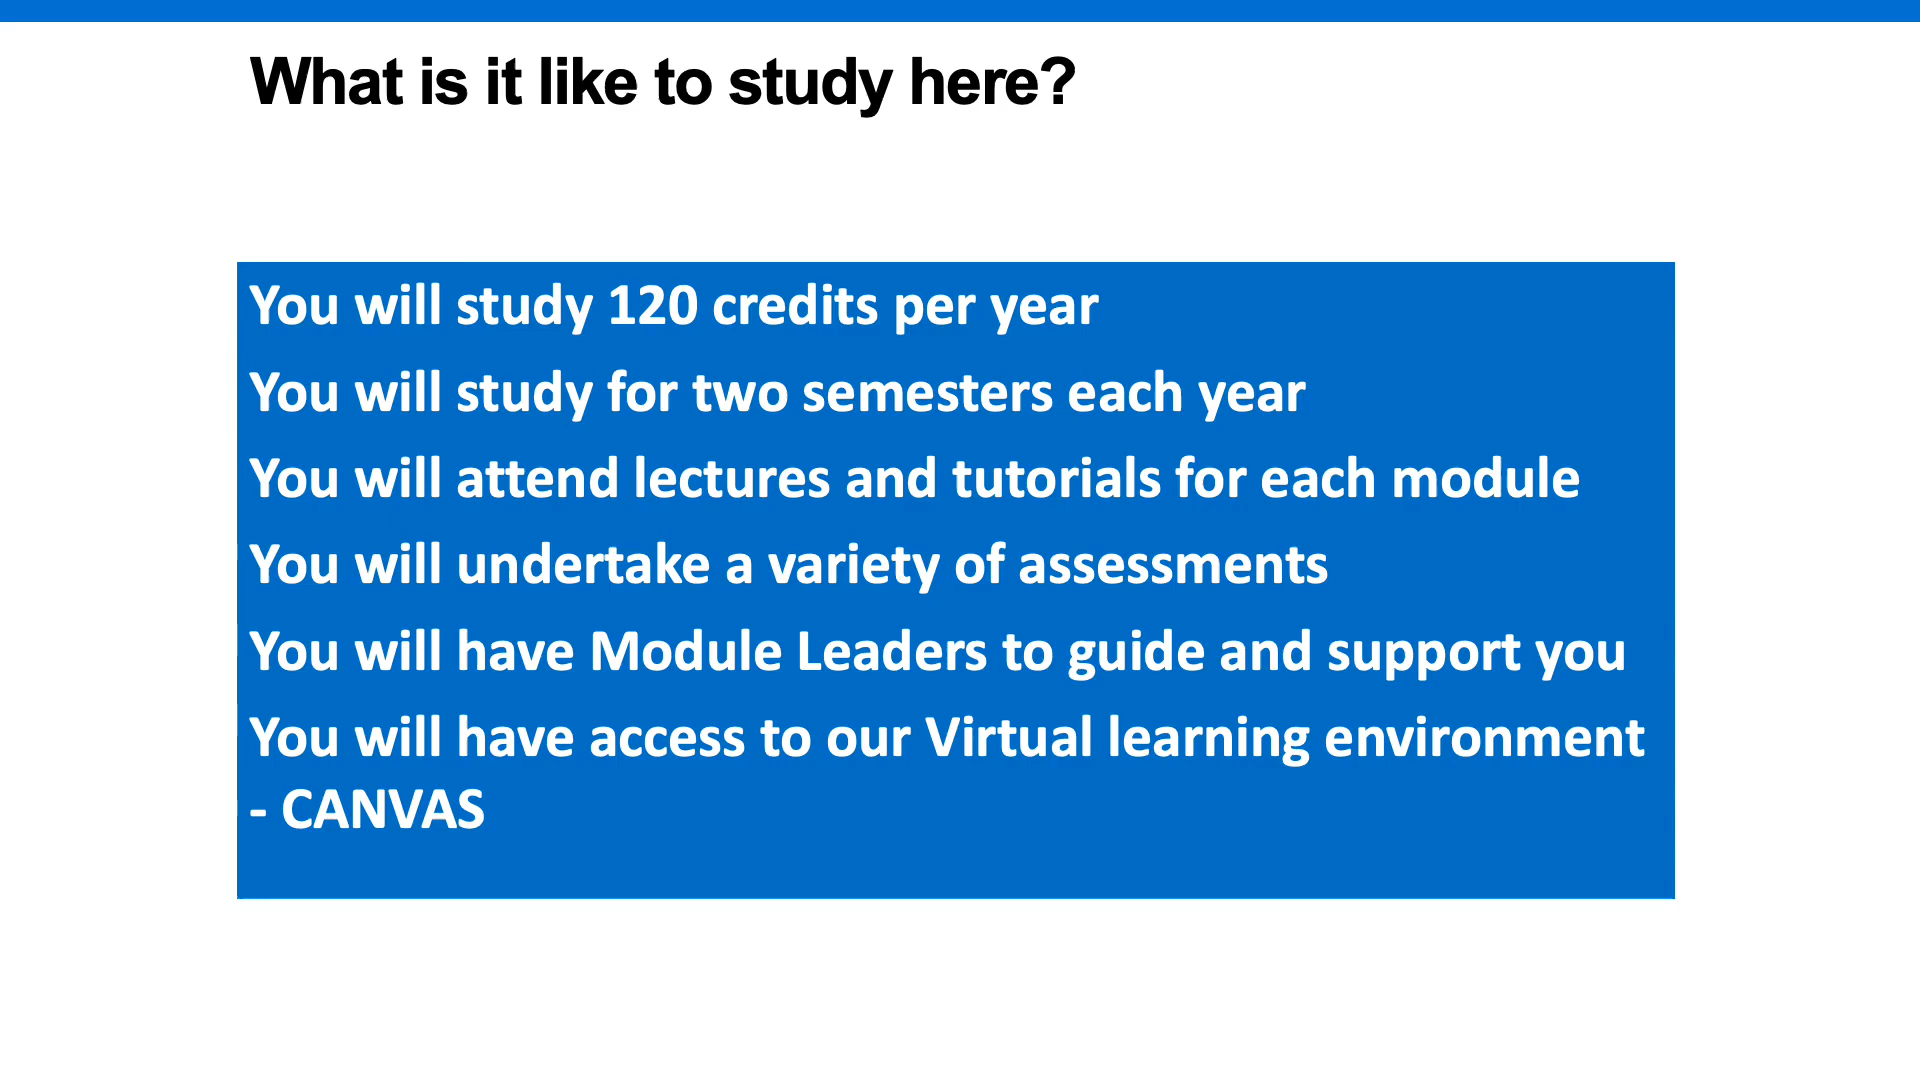 What is it like to study here?
You will study 120 credits per year
You will study for two semesters each year
You will attend lectures and tutorials for each module
You will undertake a variety of assessments
You will have Module Leaders to guide and support you
You will have access to our Virtual learning environment
- CANVAS